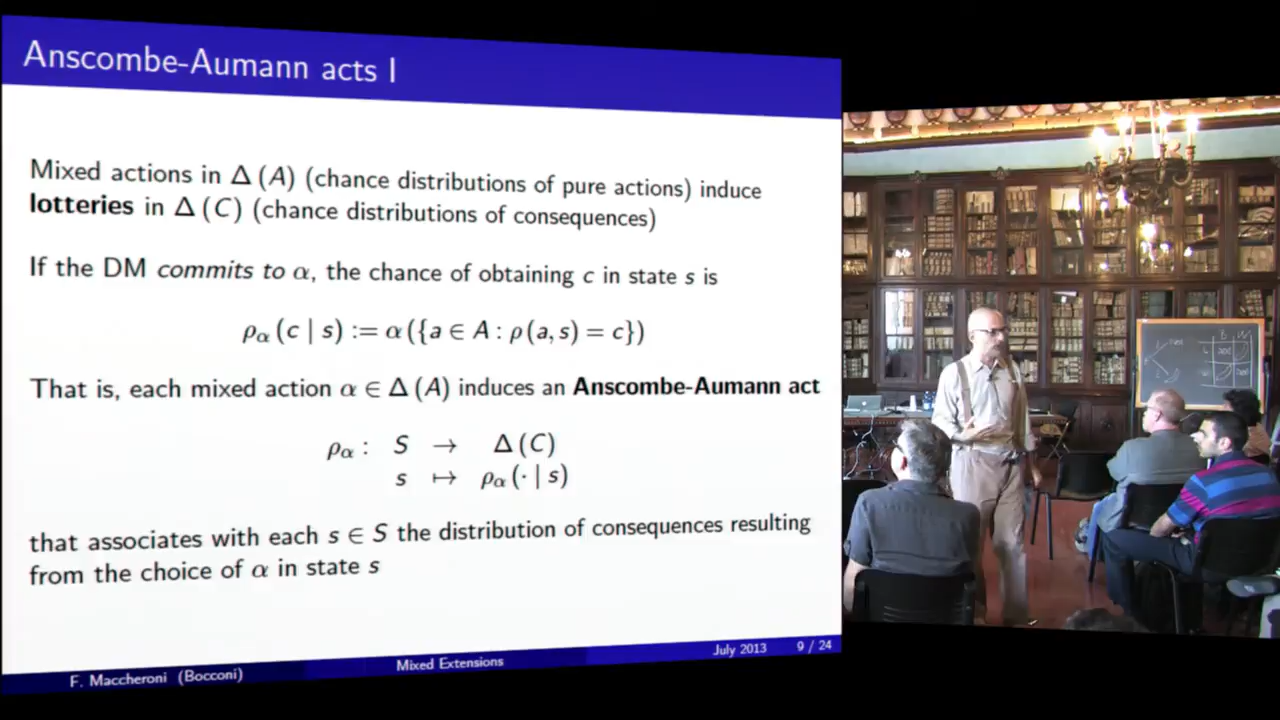 Anscombe-Aumann acts I
Mixed actions in Δ (A) (chance distributions of pure actions) induce
lotteries in Δ (C) (chance distributions of consequences)
If the DM commits to α, the chance of obtaining c in state s is
ρα (c | s) := α ({a ∈ A : ρ(a, s) = c})
That is, each mixed action α ∈ Δ (A) induces an Anscombe-Aumann act
ρα : S → Δ (C)
s ↦ ρα (· | s)
that associates with each s ∈ S the distribution of consequences resulting
from the choice of α in state s
F. Maccheroni (Bocconi) Mixed Extensions July 2013 9 / 24